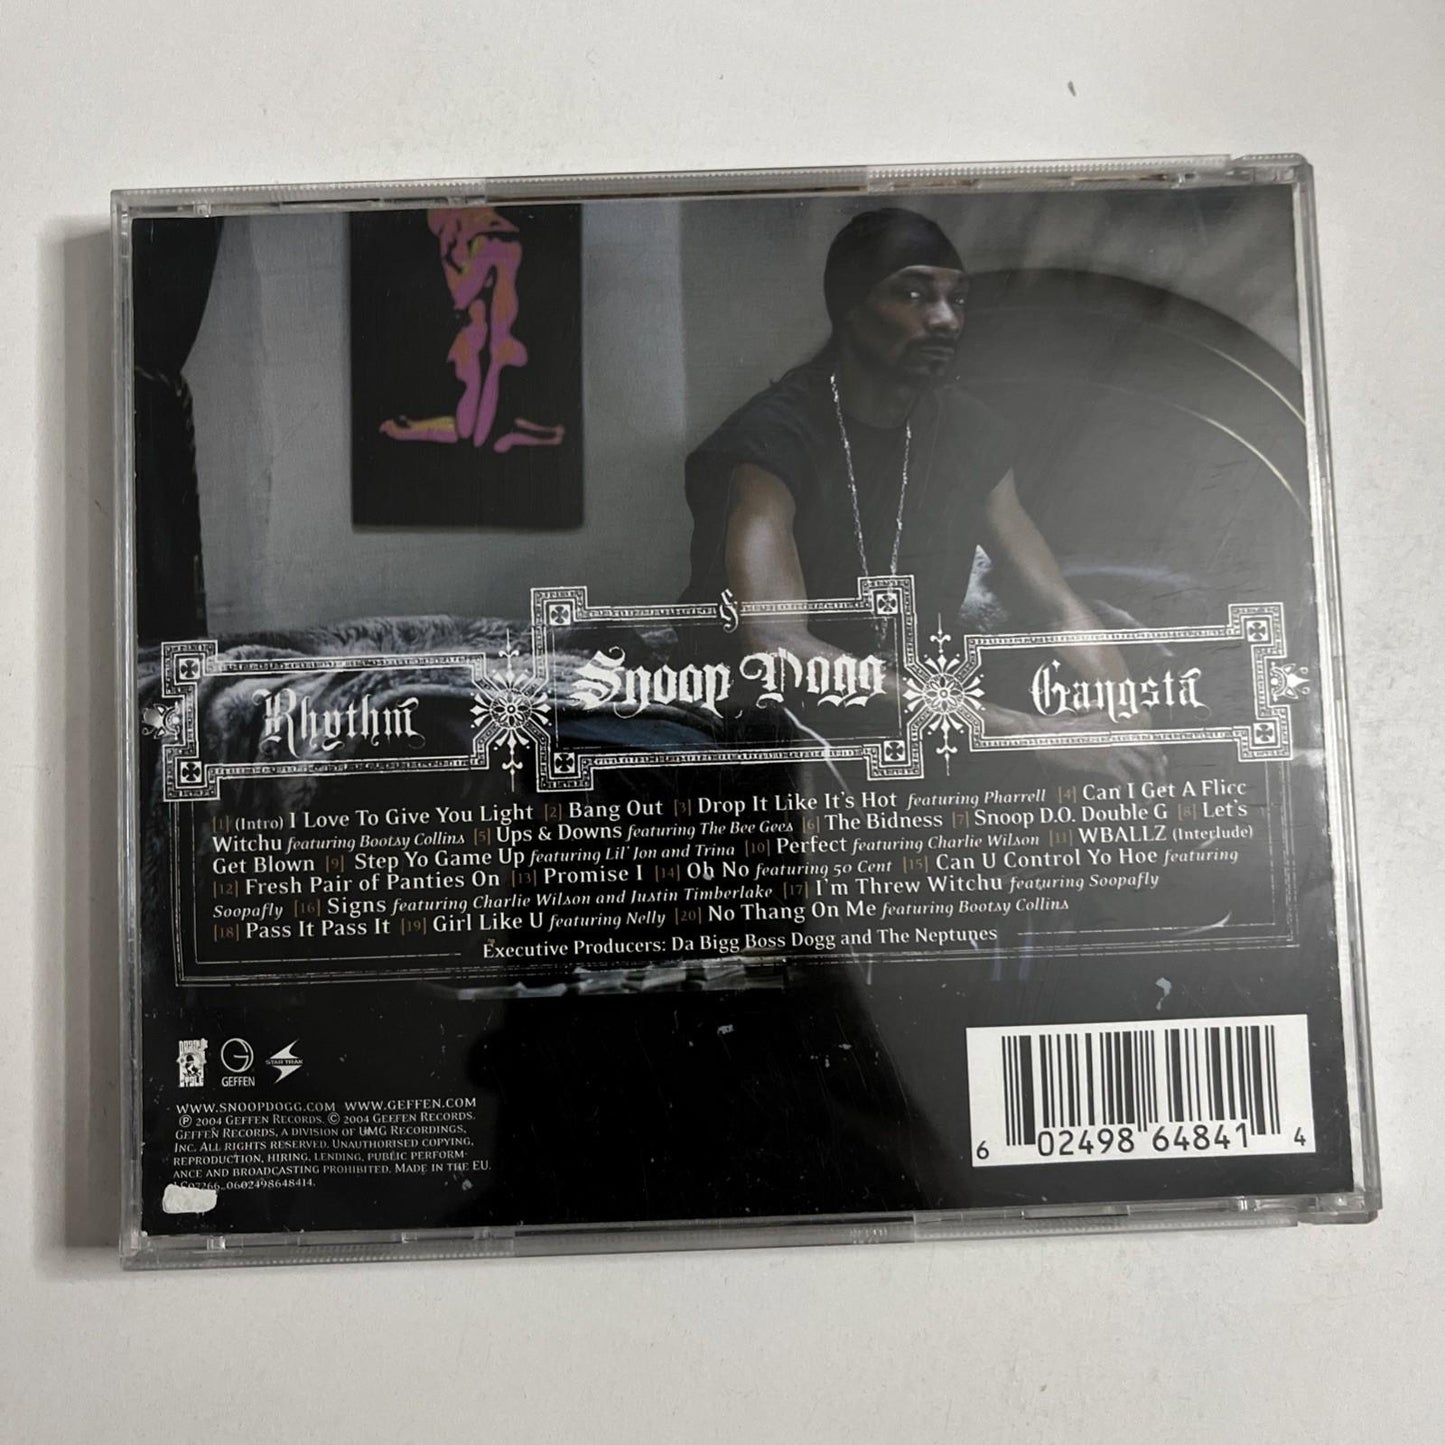 Rhythm
Snoop Dogg
Gangsta
[1] (Intro) I Love To Give You Light [2] Bang Out [3] Drop It Like It's Hot featuring Pharrell [4] Can I Get A Flicc
Witchu featuring Bootsy Collins [5] Ups & Downs featuring The Bee Gees [6] The Bidness [7] Snoop D.O. Double G [8] Let's
Get Blown [9] Step Yo Game Up featuring Lil' Jon and Trina [10] Perfect featuring Charlie Wilson [11] WBALLZ (Interlude)
[12] Fresh Pair of Panties On [13] Promise I [14] Oh No featuring 50 Cent [15] Can U Control Yo Hoe featuring
Soopafly [16] Signs featuring Charlie Wilson and Justin Timberlake [17] I'm Threw Witchu featuring Soopafly
[18] Pass It Pass It [19] Girl Like U featuring Nelly [20] No Thang On Me featuring Bootsy Collins
Executive Producers: Da Bigg Boss Dogg and The Neptunes
GEFFEN
STAR TRAK
WWW.SNOOPDOGG.COM WWW.GEFFEN.COM
℗ 2004 Geffen Records. © 2004 Geffen Records.
Geffen Records, a division of UMG Recordings,
Inc. All rights reserved. Unauthorised copying,
reproduction, hiring, lending, public perform-
ance and broadcasting prohibited. Made in the EU.
0602498648414.
6 02498 64841 4